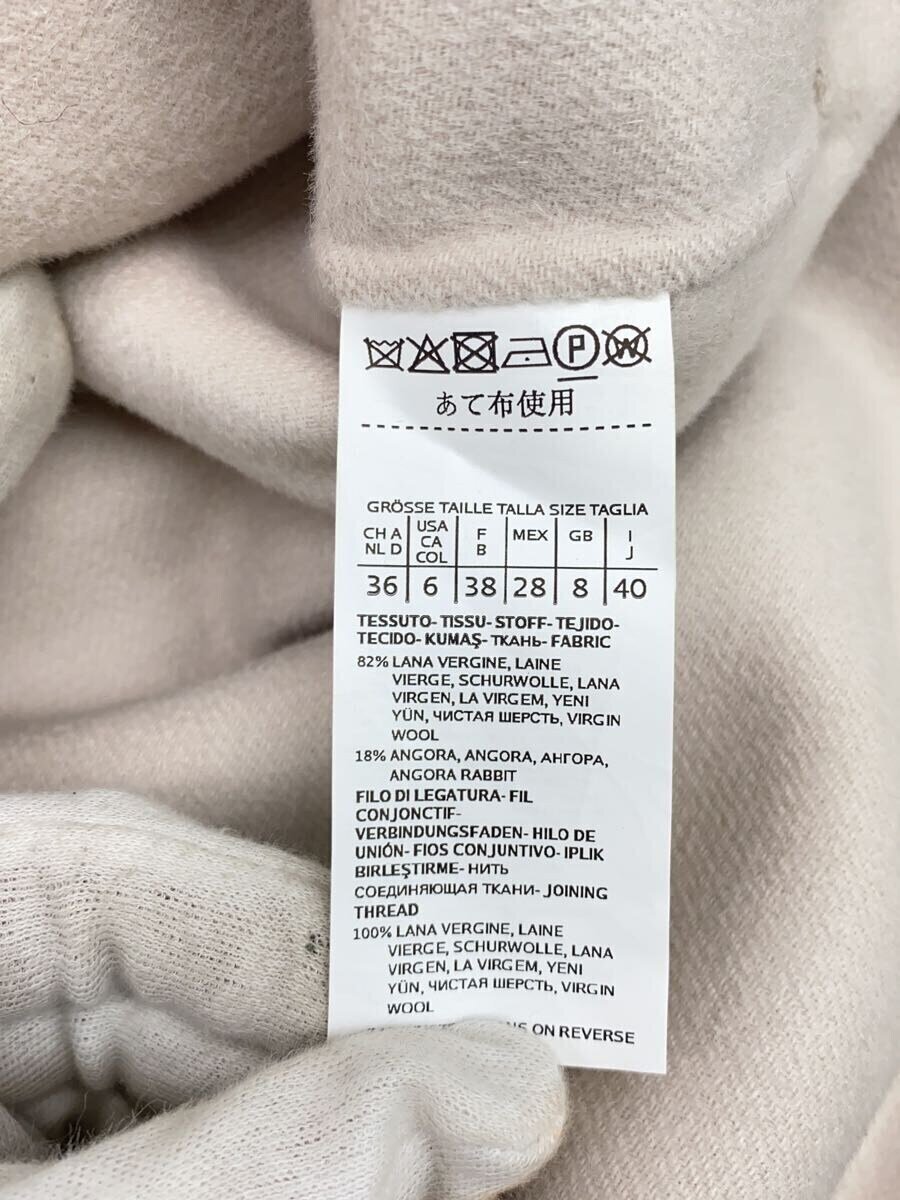 P W
あて布使用
GRÖSSE TAILLE TALLA SIZE TAGLIA
CH A NL D USA CA COL F B MEX GB I J
36 6 38 28 8 40
TESSUTO- TISSU- STOFF- TEJIDO-
TECIDO- KUMAŞ- ТКАНЬ- FABRIC
82% LANA VERGINE, LAINE
VIERGE, SCHURWOLLE, LANA
VIRGEN, LA VIRGEM, YENI
YÜN, ЧИСТАЯ ШЕРСТЬ, VIRGIN
WOOL
18% ANGORA, ANGORA, АНГОРА,
ANGORA RABBIT
FILO DI LEGATURA- FIL
CONJONCTIF-
VERBINDUNGSFADEN- HILO DE
UNIÓN- FIOS CONJUNTIVO- IPLIK
BIRLEŞTIRME- НИТЬ
СОЕДИНЯЮЩАЯ ТКАНИ- JOINING
THREAD
100% LANA VERGINE, LAINE
VIERGE, SCHURWOLLE, LANA
VIRGEN, LA VIRGEM, YENI
YÜN, ЧИСТАЯ ШЕРСТЬ, VIRGIN
WOOL
ON REVERSE